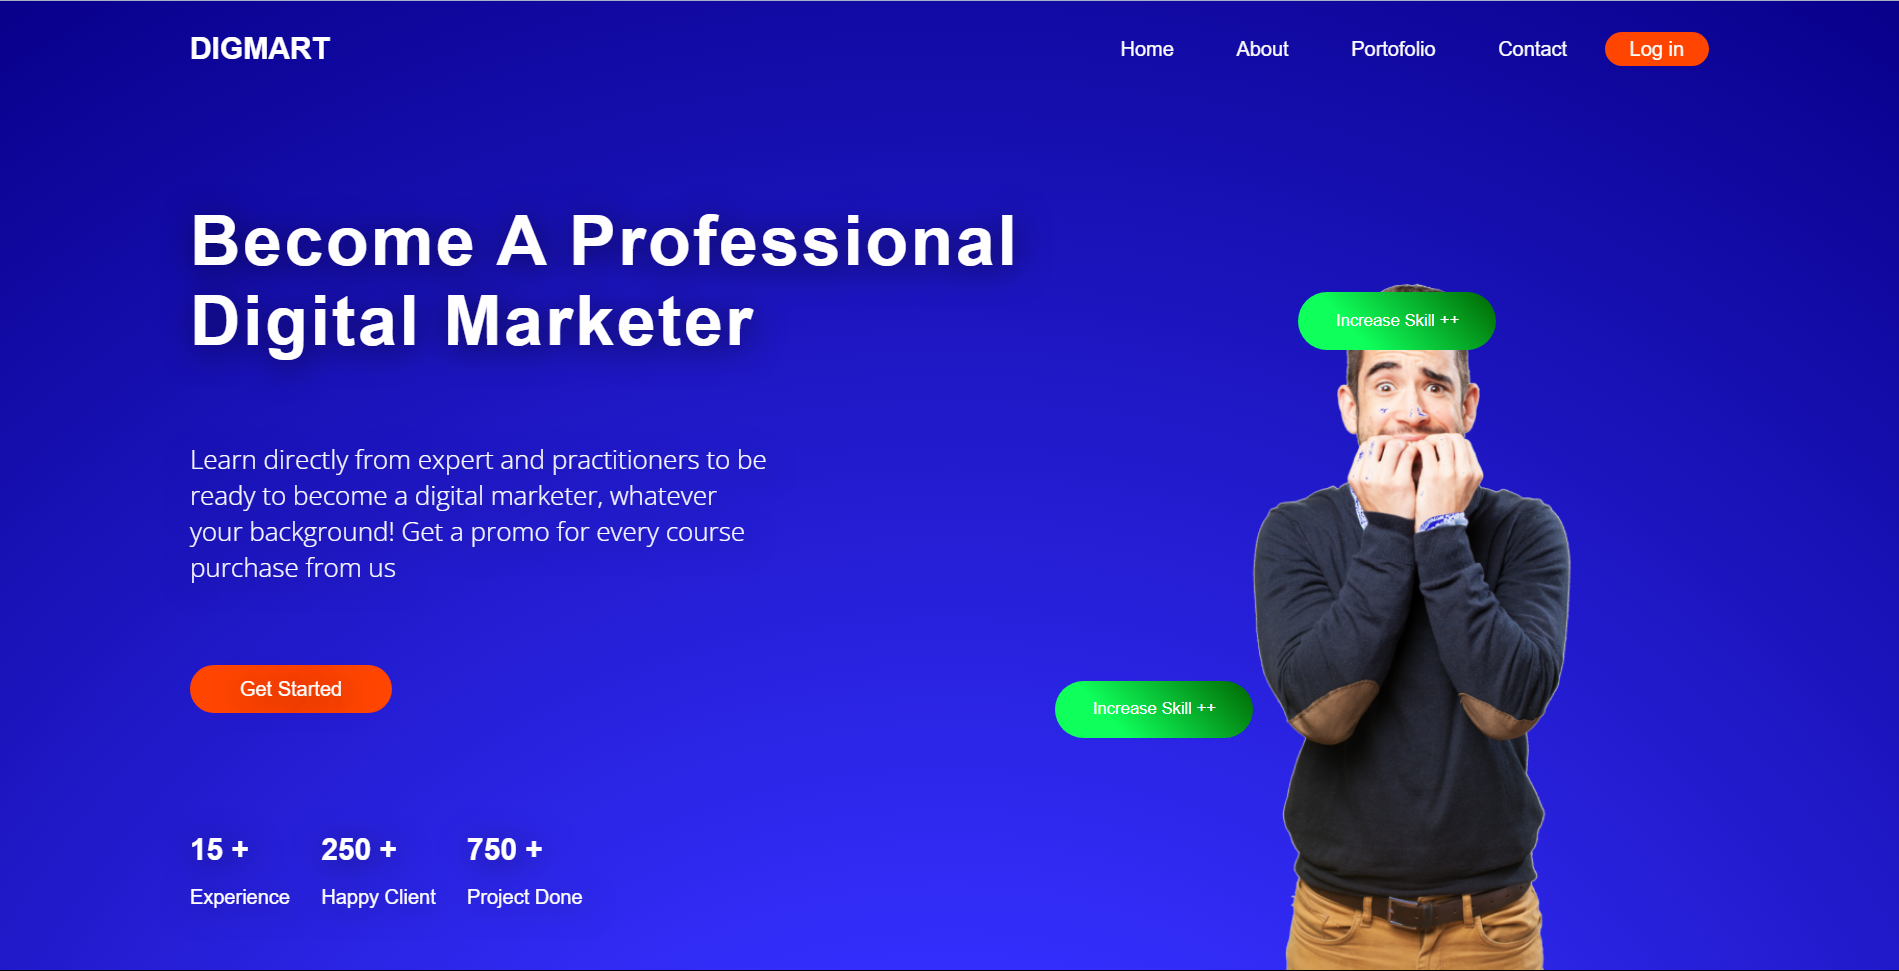 DIGMART
Home
About
Portofolio
Contact
Log in
Become A Professional
Digital Marketer
Increase Skill ++
Learn directly from expert and practitioners to be
ready to become a digital marketer, whatever
your background! Get a promo for every course
purchase from us
Get Started
Increase Skill ++
15 +
Experience
250 +
Happy Client
750 +
Project Done